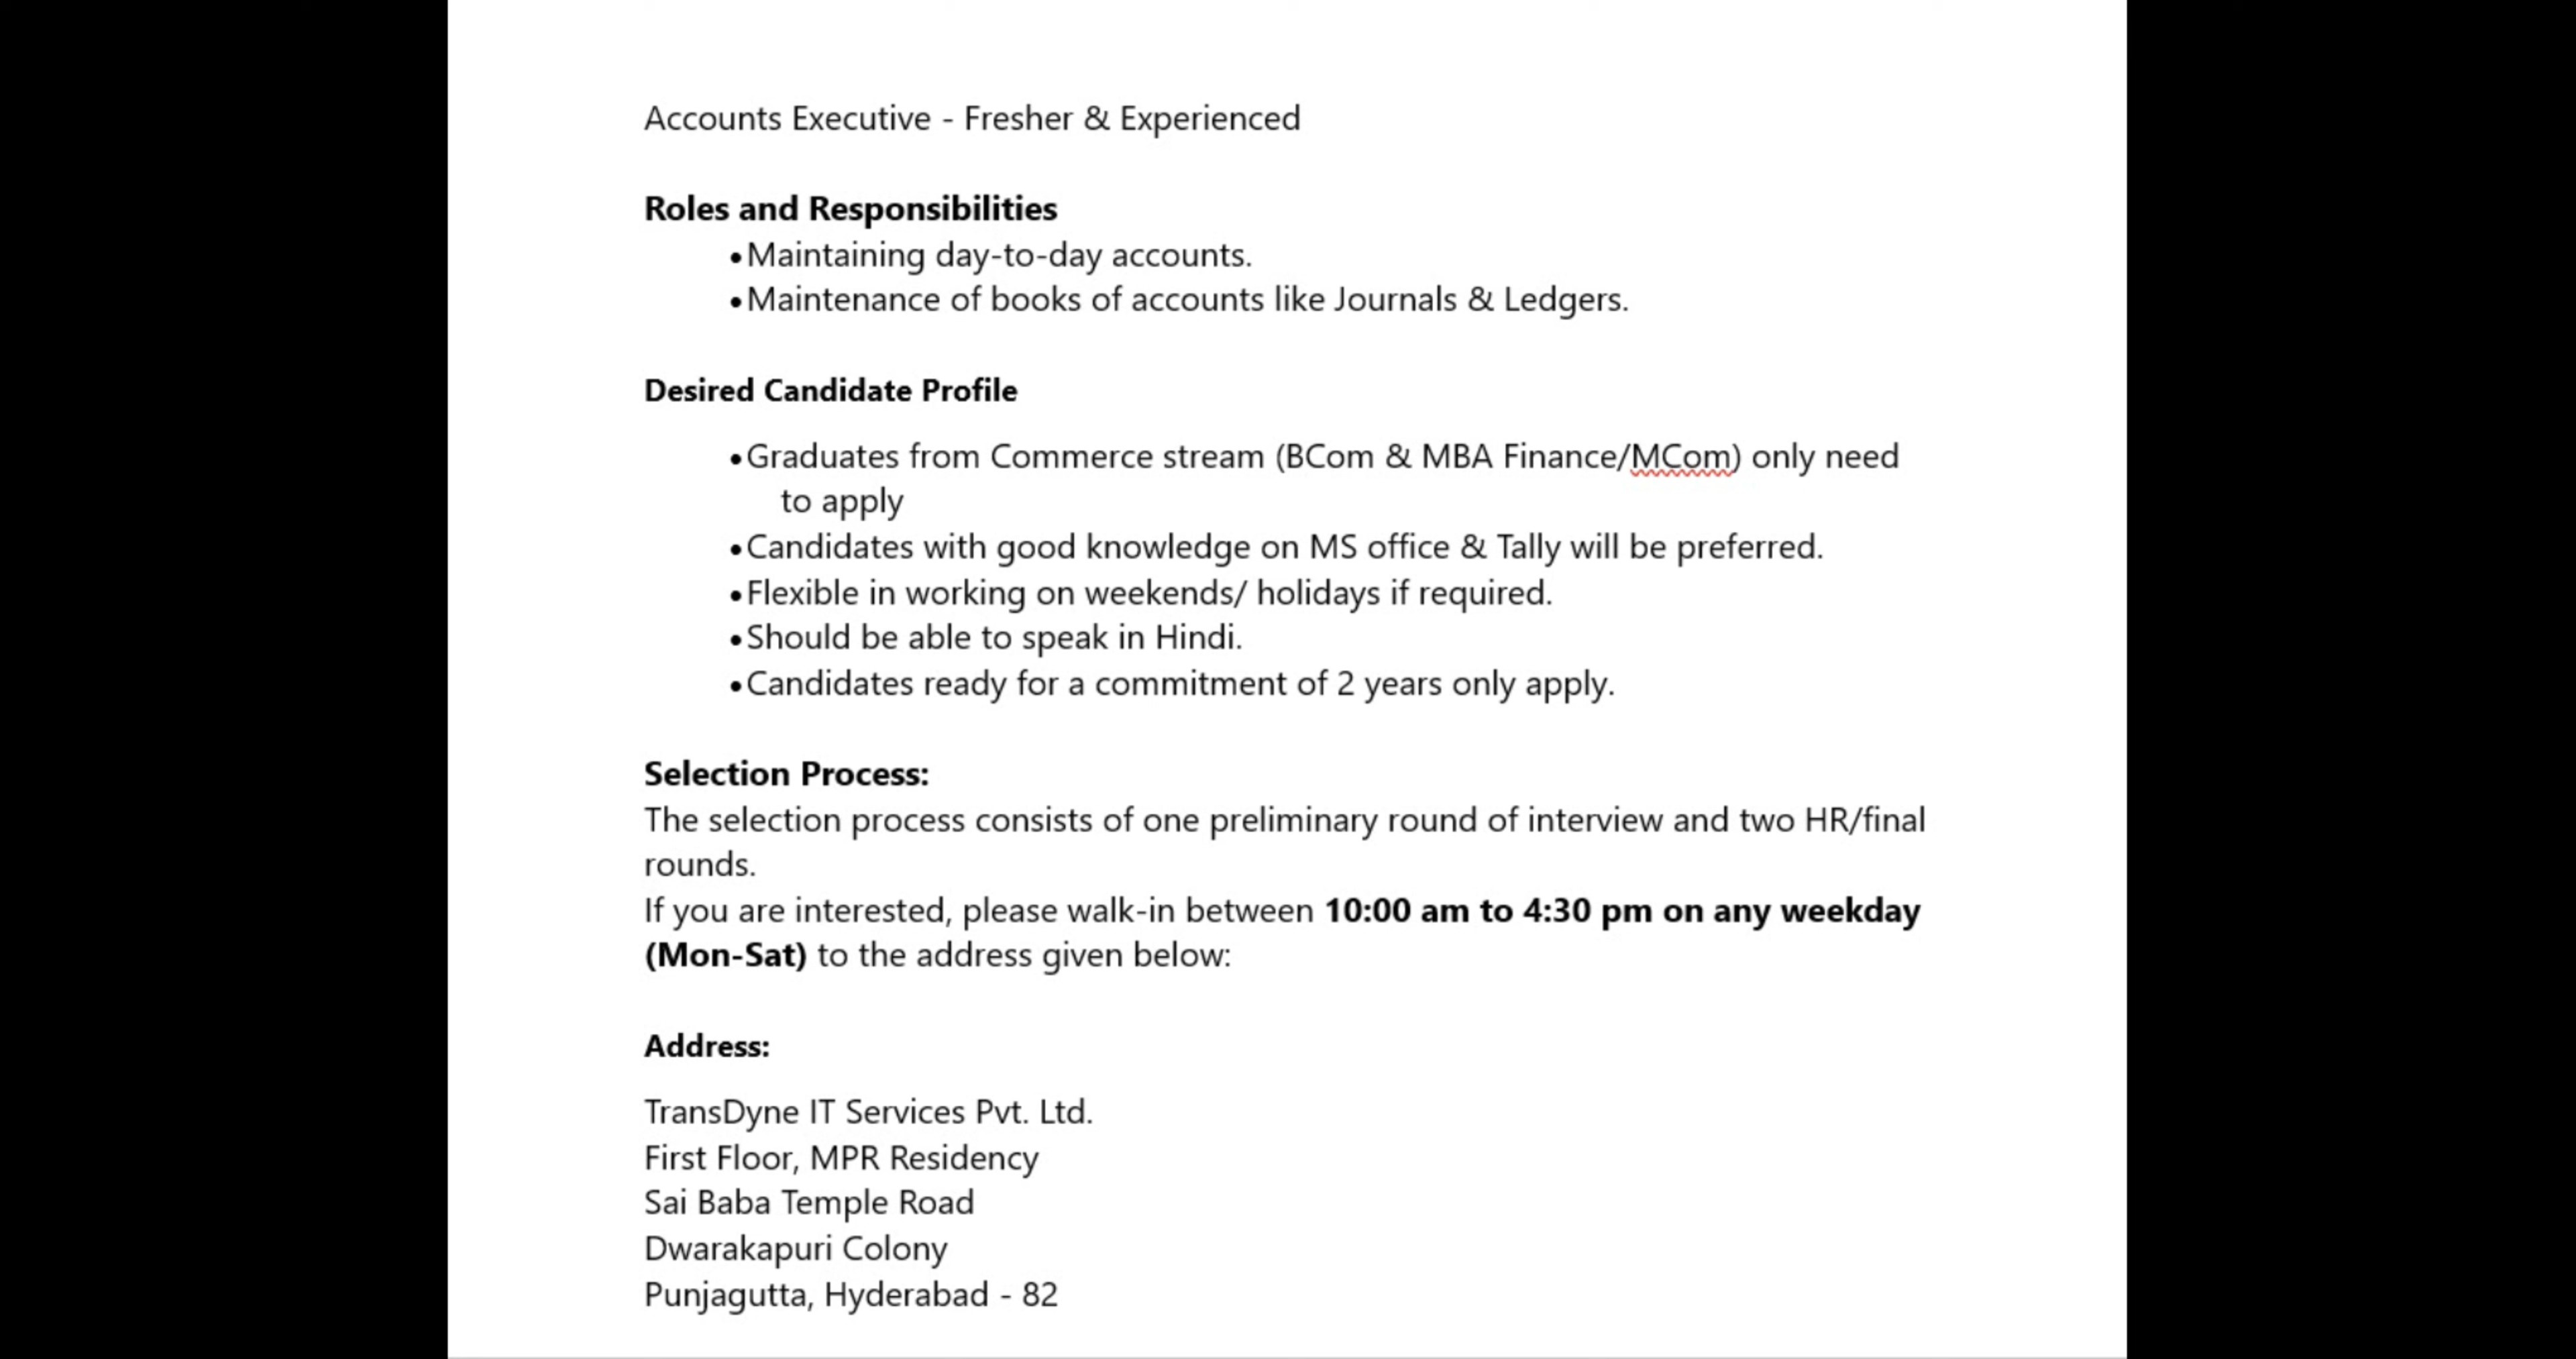 Accounts Executive - Fresher & Experienced
Roles and Responsibilities
•Maintaining day-to-day accounts.
•Maintenance of books of accounts like Journals & Ledgers.
Desired Candidate Profile
•Graduates from Commerce stream (BCom & MBA Finance/MCom) only need
to apply
•Candidates with good knowledge on MS office & Tally will be preferred.
•Flexible in working on weekends/ holidays if required.
•Should be able to speak in Hindi.
•Candidates ready for a commitment of 2 years only apply.
Selection Process:
The selection process consists of one preliminary round of interview and two HR/final
rounds.
If you are interested, please walk-in between 10:00 am to 4:30 pm on any weekday
(Mon-Sat) to the address given below:
Address:
TransDyne IT Services Pvt. Ltd.
First Floor, MPR Residency
Sai Baba Temple Road
Dwarakapuri Colony
Punjagutta, Hyderabad - 82